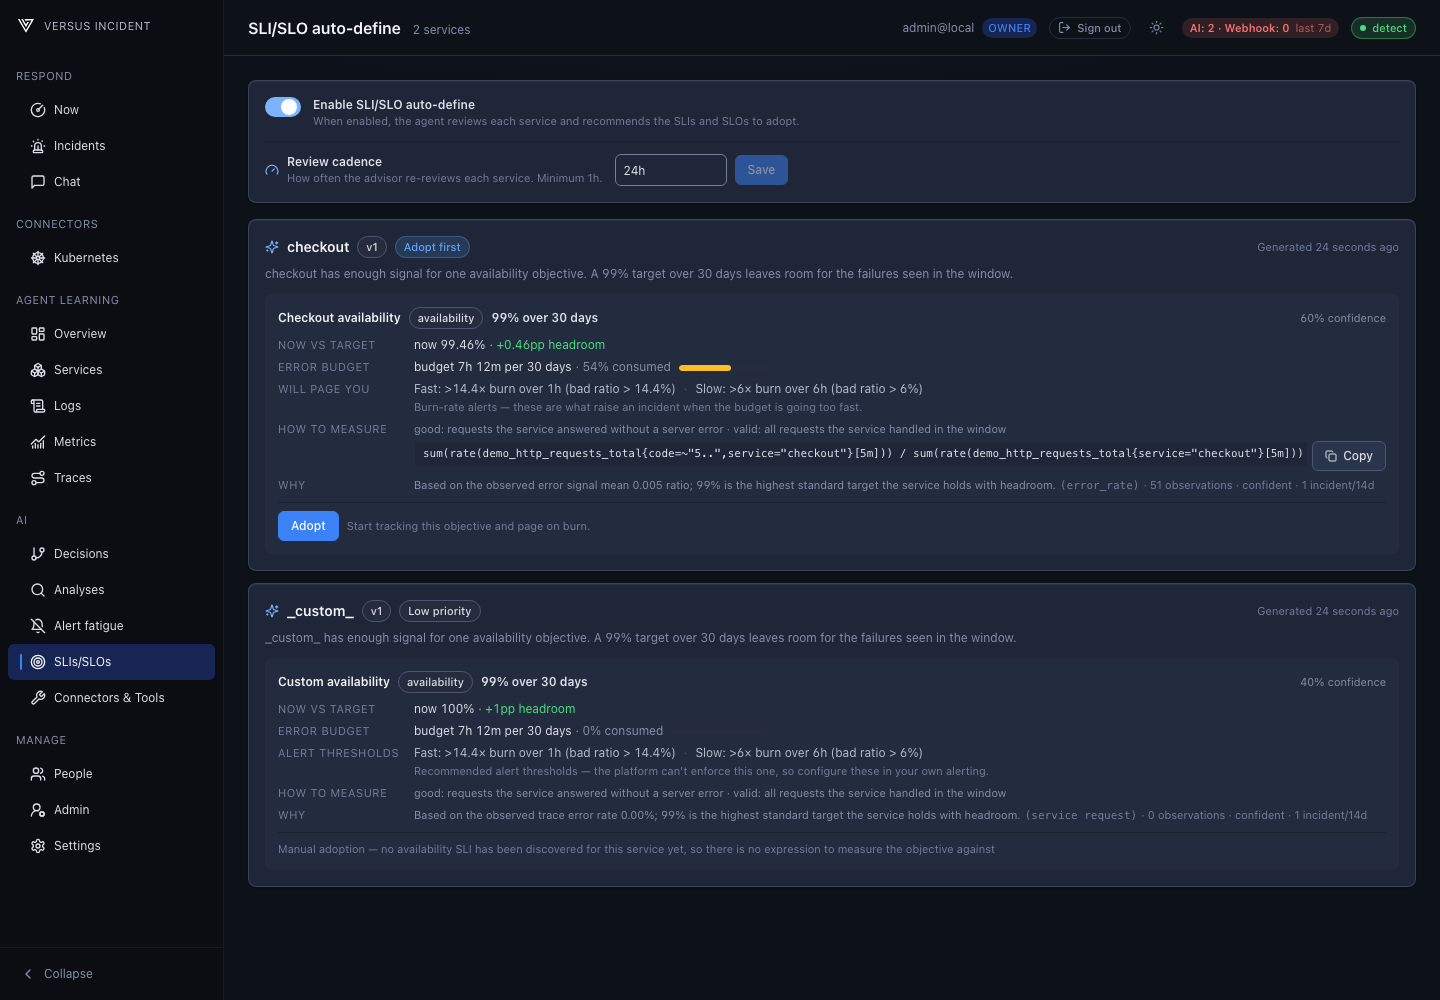 VERSUS INCIDENT
RESPOND
Now
Incidents
Chat
CONNECTORS
Kubernetes
AGENT LEARNING
Overview
Services
Logs
Metrics
Traces
AI
Decisions
Analyses
Alert fatigue
SLIs/SLOs
Connectors & Tools
MANAGE
People
Admin
Settings
Collapse
SLI/SLO auto-define 2 services
admin@local OWNER Sign out AI: 2 · Webhook: 0 last 7d detect
Enable SLI/SLO auto-define
When enabled, the agent reviews each service and recommends the SLIs and SLOs to adopt.
Review cadence
How often the advisor re-reviews each service. Minimum 1h.
24h
Save
checkout v1 Adopt first Generated 24 seconds ago
checkout has enough signal for one availability objective. A 99% target over 30 days leaves room for the failures seen in the window.
Checkout availability availability 99% over 30 days 60% confidence
NOW VS TARGET now 99.46% · +0.46pp headroom
ERROR BUDGET budget 7h 12m per 30 days · 54% consumed
WILL PAGE YOU Fast: >14.4× burn over 1h (bad ratio > 14.4%) · Slow: >6× burn over 6h (bad ratio > 6%)
Burn-rate alerts — these are what raise an incident when the budget is going too fast.
HOW TO MEASURE good: requests the service answered without a server error · valid: all requests the service handled in the window
sum(rate(demo_http_requests_total{code=~"5..",service="checkout"}[5m])) / sum(rate(demo_http_requests_total{service="checkout"}[5m])) Copy
WHY Based on the observed error signal mean 0.005 ratio; 99% is the highest standard target the service holds with headroom. (error_rate) · 51 observations · confident · 1 incident/14d
Adopt Start tracking this objective and page on burn.
_custom_ v1 Low priority Generated 24 seconds ago
_custom_ has enough signal for one availability objective. A 99% target over 30 days leaves room for the failures seen in the window.
Custom availability availability 99% over 30 days 40% confidence
NOW VS TARGET now 100% · +1pp headroom
ERROR BUDGET budget 7h 12m per 30 days · 0% consumed
ALERT THRESHOLDS Fast: >14.4× burn over 1h (bad ratio > 14.4%) · Slow: >6× burn over 6h (bad ratio > 6%)
Recommended alert thresholds — the platform can't enforce this one, so configure these in your own alerting.
HOW TO MEASURE good: requests the service answered without a server error · valid: all requests the service handled in the window
WHY Based on the observed trace error rate 0.00%; 99% is the highest standard target the service holds with headroom. (service request) · 0 observations · confident · 1 incident/14d
Manual adoption — no availability SLI has been discovered for this service yet, so there is no expression to measure the objective against